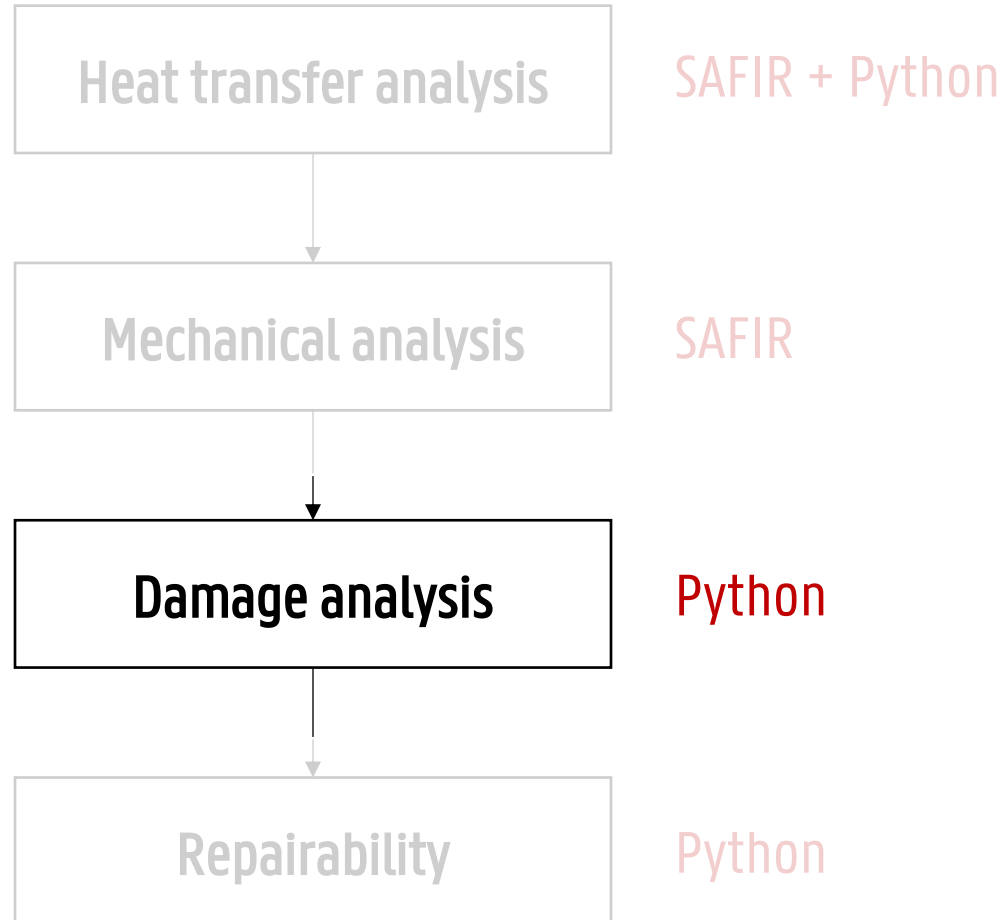 Heat transfer analysis SAFIR + Python
Mechanical analysis SAFIR
Damage analysis Python
Repairability Python